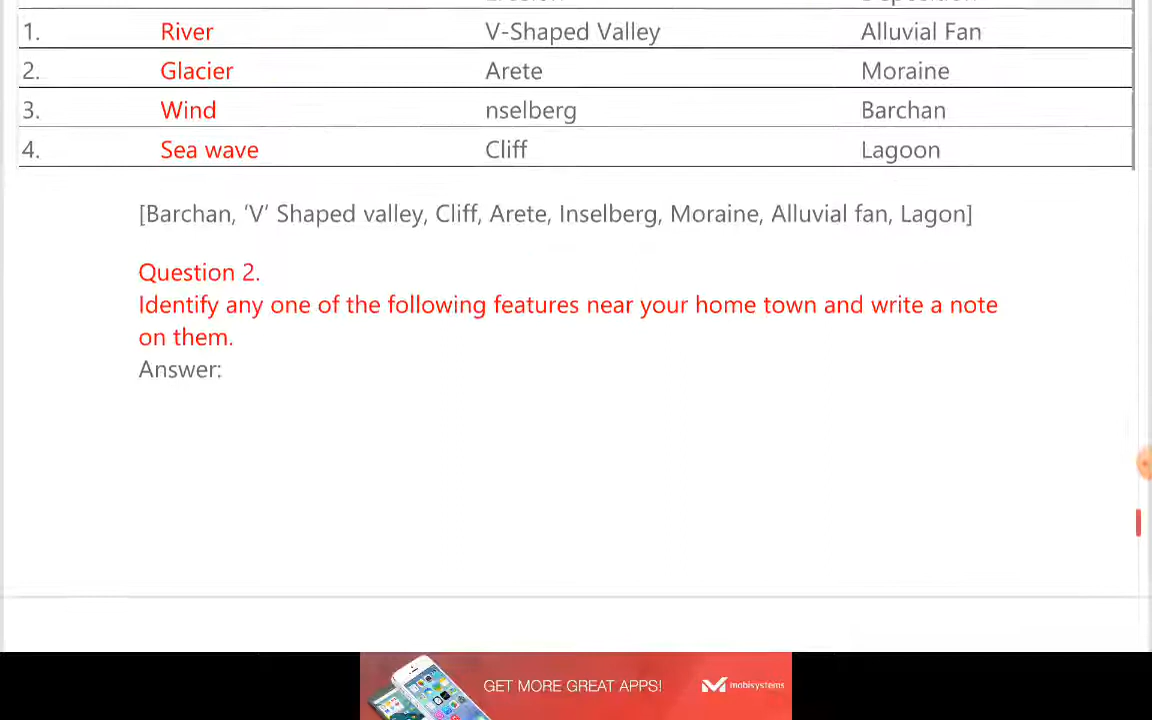 1. River V-Shaped Valley Alluvial Fan
2. Glacier Arete Moraine
3. Wind nselberg Barchan
4. Sea wave Cliff Lagoon
[Barchan, ‘V’ Shaped valley, Cliff, Arete, Inselberg, Moraine, Alluvial fan, Lagon]
Question 2.
Identify any one of the following features near your home town and write a note
on them.
Answer:
GET MORE GREAT APPS! mobisystems